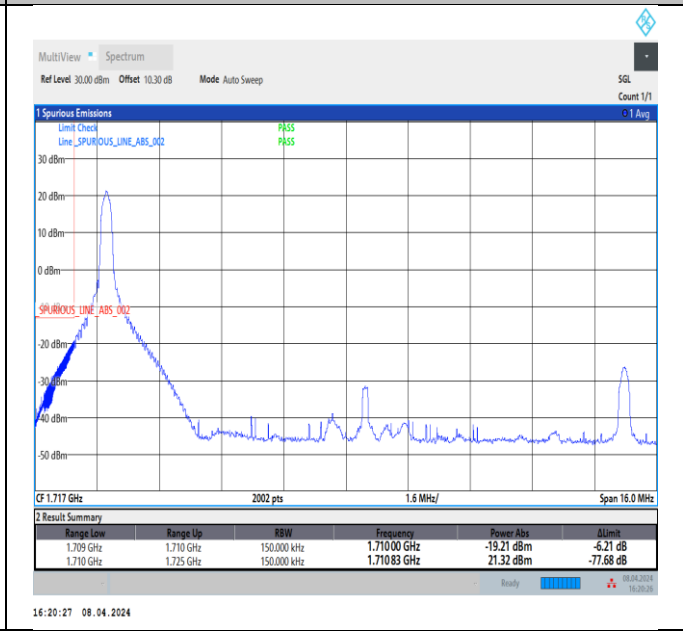 MultiView Spectrum
Ref Level 30.00 dBm Offset 10.30 dB Mode Auto Sweep SGL
Count 1/1
1 Spurious Emissions 1 Avg
Limit Check PASS
Line _SPURIOUS_LINE_ABS_002 PASS
30 dBm
20 dBm
10 dBm
0 dBm
-10 dBm
_SPURIOUS_LINE_ABS_002
-20 dBm
-30 dBm
-40 dBm
-50 dBm
CF 1.717 GHz 2002 pts 1.6 MHz/ Span 16.0 MHz
2 Result Summary
Range Low Range Up RBW Frequency Power Abs ΔLimit
1.709 GHz 1.710 GHz 150.000 kHz 1.71000 GHz -19.21 dBm -6.21 dB
1.710 GHz 1.725 GHz 150.000 kHz 1.71083 GHz 21.32 dBm -77.68 dB
Ready 08.04.2024
16:20:26
16:20:27 08.04.2024